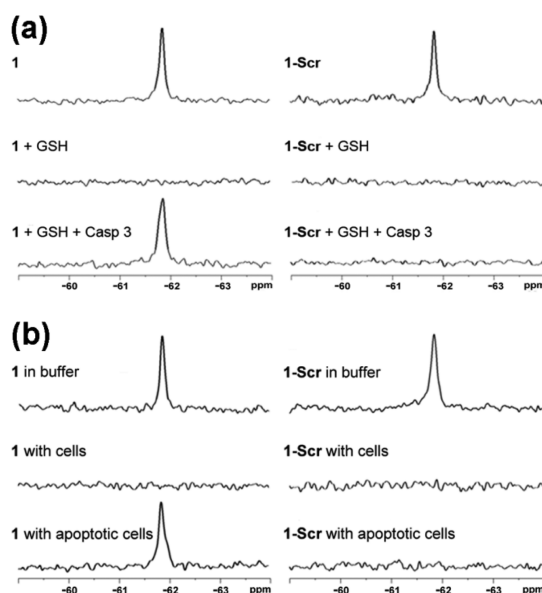 (a)
1
1-Scr
1 + GSH
1-Scr + GSH
1 + GSH + Casp 3
1-Scr + GSH + Casp 3
-60 -61 -62 -63 ppm
-60 -61 -62 -63 ppm
(b)
1 in buffer
1-Scr in buffer
1 with cells
1-Scr with cells
1 with apoptotic cells
1-Scr with apoptotic cells
-60 -61 -62 -63 ppm
-60 -61 -62 -63 ppm